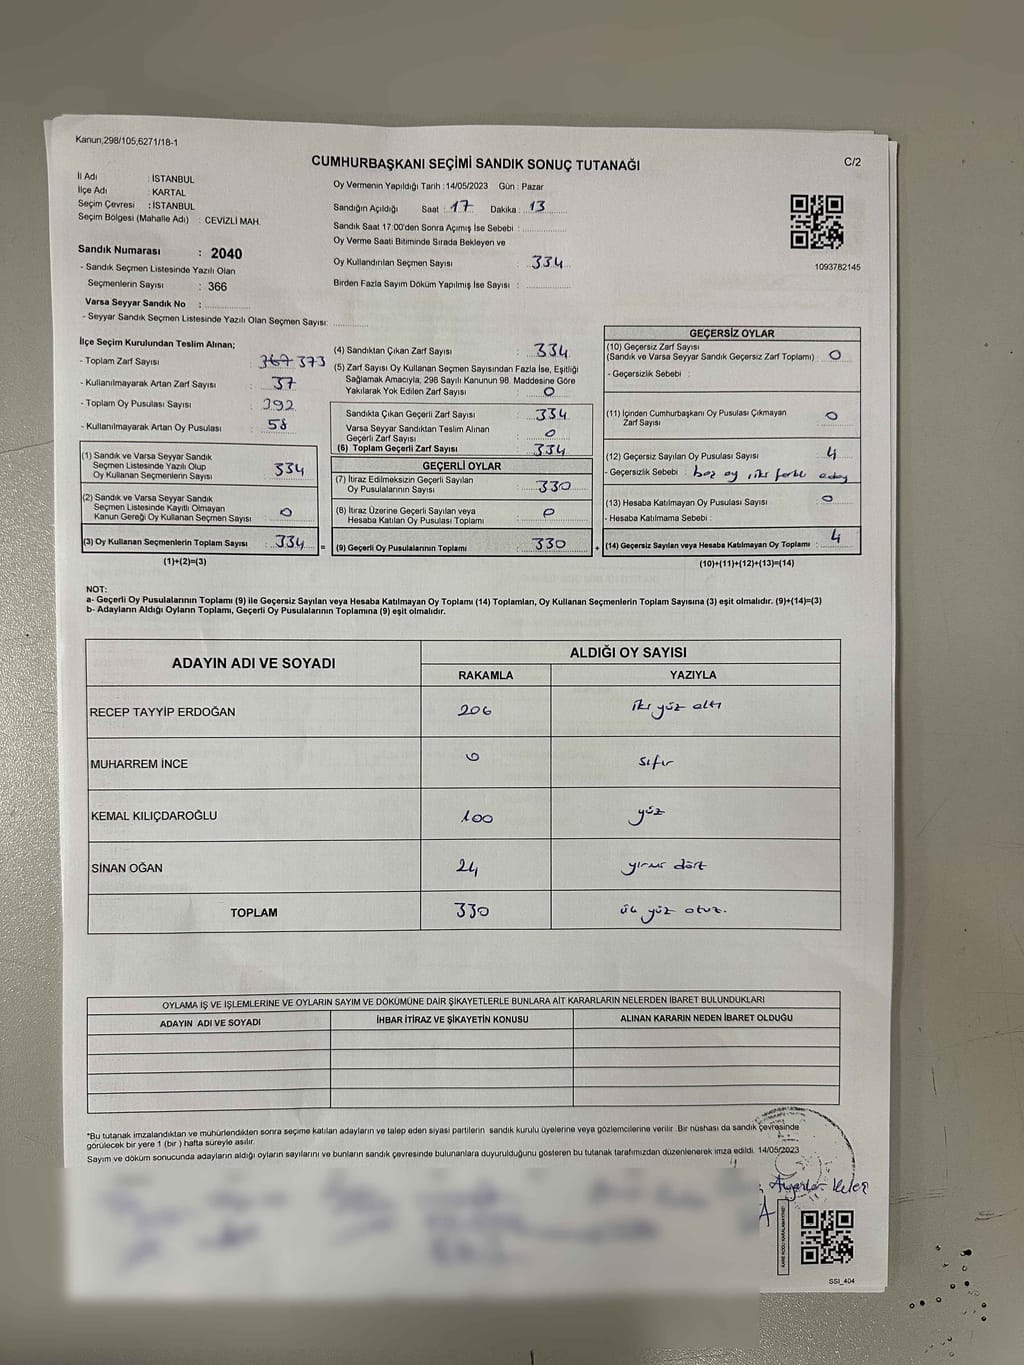 Kanun;298/105,6271/18-1
CUMHURBAŞKANI SEÇİMİ SANDIK SONUÇ TUTANAĞI
C/2
İl Adı : İSTANBUL
İlçe Adı : KARTAL
Seçim Çevresi : İSTANBUL
Seçim Bölgesi (Mahalle Adı) : CEVİZLİ MAH.
Sandık Numarası : 2040
- Sandık Seçmen Listesinde Yazılı Olan
Seçmenlerin Sayısı : 366
Varsa Seyyar Sandık No :
- Seyyar Sandık Seçmen Listesinde Yazılı Olan Seçmen Sayısı:
Oy Vermenin Yapıldığı Tarih :14/05/2023 Gün : Pazar
Sandığın Açıldığı Saat : 17 Dakika : 13
Sandık Saat 17:00'den Sonra Açımış İse Sebebi :
Oy Verme Saati Bitiminde Sırada Bekleyen ve
Oy Kullandırılan Seçmen Sayısı : 334
Birden Fazla Sayım Döküm Yapılmış İse Sayısı :
1093782145
İlçe Seçim Kurulundan Teslim Alınan;
- Toplam Zarf Sayısı : 367 373
- Kullanılmayarak Artan Zarf Sayısı : 37
- Toplam Oy Pusulası Sayısı : 392
- Kullanılmayarak Artan Oy Pusulası : 58
(1) Sandık ve Varsa Seyyar Sandık
Seçmen Listesinde Yazılı Olup
Oy Kullanan Seçmenlerin Sayısı : 334
(2) Sandık ve Varsa Seyyar Sandık
Seçmen Listesinde Kayıtlı Olmayan
Kanun Gereği Oy Kullanan Seçmen Sayısı : 0
(3) Oy Kullanan Seçmenlerin Toplam Sayısı : 334
(1)+(2)=(3)
(4) Sandıktan Çıkan Zarf Sayısı : 334
(5) Zarf Sayısı Oy Kullanan Seçmen Sayısından Fazla İse, Eşitliği
Sağlamak Amacıyla; 298 Sayılı Kanunun 98. Maddesine Göre
Yakılarak Yok Edilen Zarf Sayısı : 0
Sandıkta Çıkan Geçerli Zarf Sayısı : 334
Varsa Seyyar Sandıktan Teslim Alınan
Geçerli Zarf Sayısı : 0
(6) Toplam Geçerli Zarf Sayısı : 334
GEÇERLİ OYLAR
(7) İtiraz Edilmeksizin Geçerli Sayılan
Oy Pusulalarının Sayısı : 330
(8) İtiraz Üzerine Geçerli Sayılan veya
Hesaba Katılan Oy Pusulası Toplamı : 0
= (9) Geçerli Oy Pusulalarının Toplamı : 330
GEÇERSİZ OYLAR
(10) Geçersiz Zarf Sayısı
(Sandık ve Varsa Seyyar Sandık Geçersiz Zarf Toplamı) : 0
- Geçersizlik Sebebi :
(11) İçinden Cumhurbaşkanı Oy Pusulası Çıkmayan
Zarf Sayısı : 0
(12) Geçersiz Sayılan Oy Pusulası Sayısı : 4
- Geçersizlik Sebebi : boş oy, iki farklı aday
(13) Hesaba Katılmayan Oy Pusulası Sayısı : 0
- Hesaba Katılmama Sebebi :
+ (14) Geçersiz Sayılan veya Hesaba Katılmayan Oy Toplamı : 4
(10)+(11)+(12)+(13)=(14)
NOT:
a- Geçerli Oy Pusulalarının Toplamı (9) ile Geçersiz Sayılan veya Hesaba Katılmayan Oy Toplamı (14) Toplamları, Oy Kullanan Seçmenlerin Toplam Sayısına (3) eşit olmalıdır. (9)+(14)=(3)
b- Adayların Aldığı Oyların Toplamı, Geçerli Oy Pusulalarının Toplamına (9) eşit olmalıdır.
ADAYIN ADI VE SOYADI
ALDIĞI OY SAYISI
RAKAMLA YAZIYLA
RECEP TAYYİP ERDOĞAN 206 iki yüz altı
MUHARREM İNCE 0 sıfır
KEMAL KILIÇDAROĞLU 100 yüz
SİNAN OĞAN 24 yirmi dört
TOPLAM 330 üç yüz otuz.
OYLAMA İŞ VE İŞLEMLERİNE VE OYLARIN SAYIM VE DÖKÜMÜNE DAİR ŞİKAYETLERLE BUNLARA AİT KARARLARIN NELERDEN İBARET BULUNDUKLARI
ADAYIN ADI VE SOYADI İHBAR İTİRAZ VE ŞİKAYETİN KONUSU ALINAN KARARIN NEDEN İBARET OLDUĞU
*Bu tutanak imzalandıktan ve mühürlendikten sonra seçime katılan adayların ve talep eden siyasi partilerin sandık kurulu üyelerine veya gözlemcilerine verilir .Bir nüshası da sandık çevresinde
görülecek bir yere 1 (bir ) hafta süreyle asılır.
Sayım ve döküm sonucunda adayların aldığı oyların sayılarını ve bunların sandık çevresinde bulunanlara duyurulduğunu gösteren bu tutanak tarafımızdan düzenlenerek imza edildi. 14/05/2023
SSİ_404